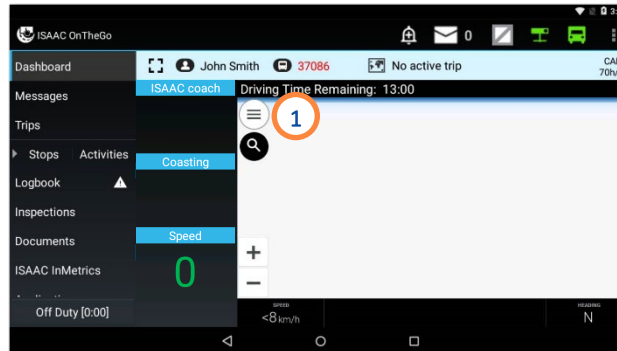 3:
ISAAC OnTheGo
0
Dashboard
John Smith
37086
No active trip
CA
70h/
Messages
ISAAC coach
Driving Time Remaining: 13:00
1
Trips
Stops
Activities
Coasting
Logbook
Inspections
Documents
Speed
0
+
−
ISAAC InMetrics
Off Duty [0:00]
SPEED
<8 km/h
HEADING
N